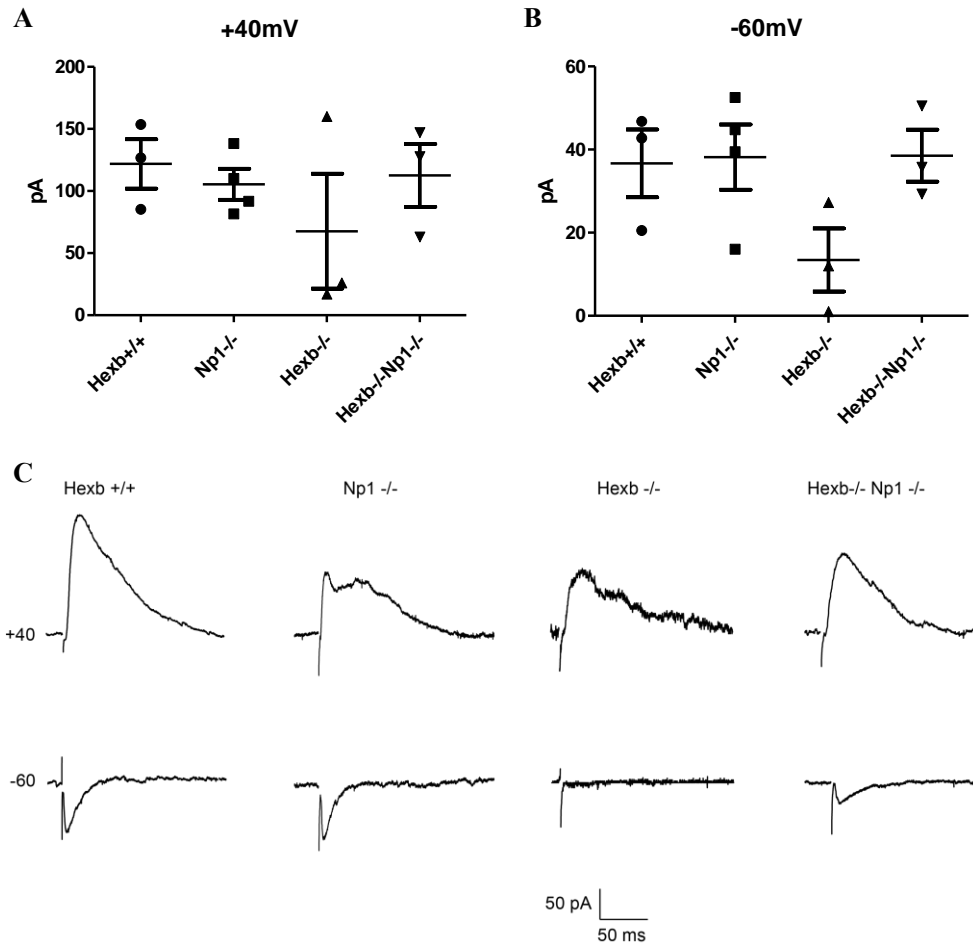 A
+40mV
pA
200
150
100
50
0
Hexb+/+
Np1-/-
Hexb-/-
Hexb-/-Np1-/-
B
-60mV
pA
60
40
20
0
Hexb+/+
Np1-/-
Hexb-/-
Hexb-/-Np1-/-
C
Hexb +/+
Np1 -/-
Hexb -/-
Hexb-/- Np1 -/-
+40
-60
50 pA
50 ms